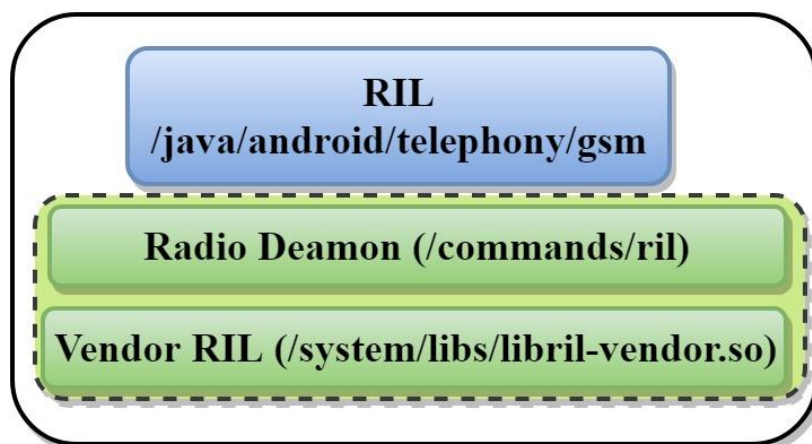 RIL
/java/android/telephony/gsm
Radio Deamon (/commands/ril)
Vendor RIL (/system/libs/libril-vendor.so)